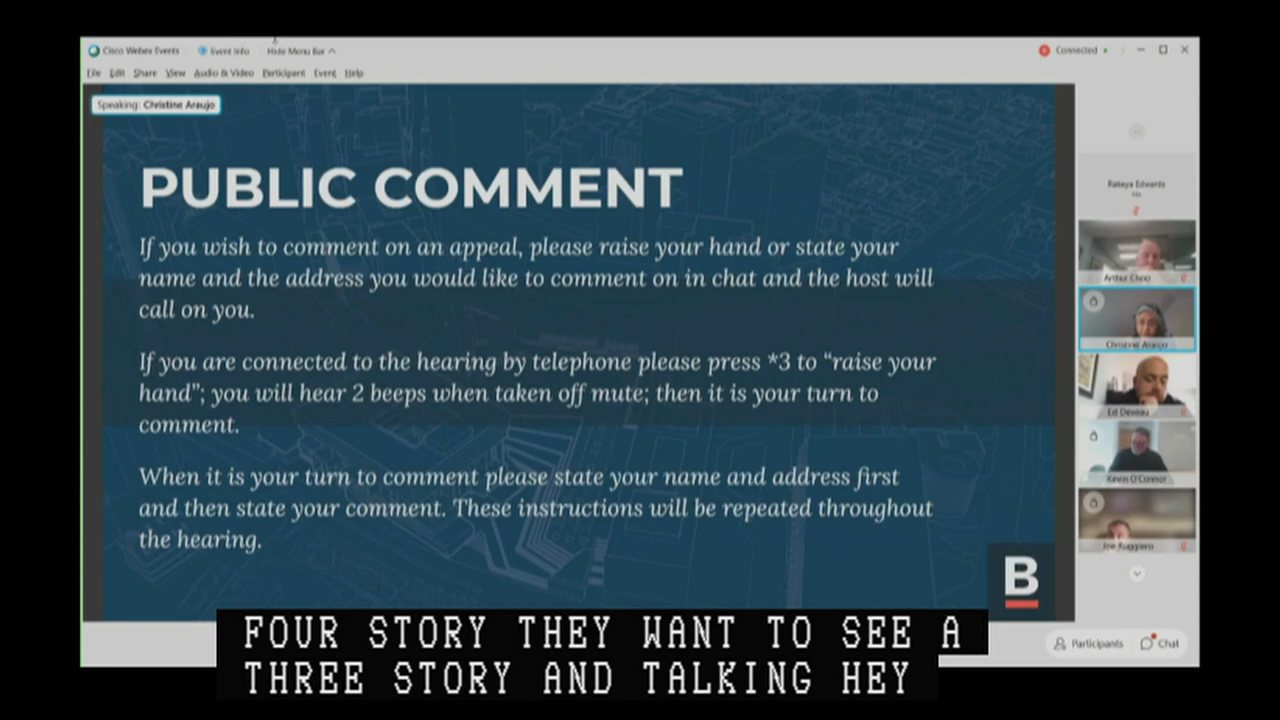 Cisco Webex Events
Event Info
Hide Menu Bar
Connected
File Edit Share View Audio & Video Participant Event Help
Speaking: Christine Araujo
PUBLIC COMMENT
If you wish to comment on an appeal, please raise your hand or state your
name and the address you would like to comment on in chat and the host will
call on you.
If you are connected to the hearing by telephone please press *3 to “raise your
hand”; you will hear 2 beeps when taken off mute; then it is your turn to
comment.
When it is your turn to comment please state your name and address first
and then state your comment. These instructions will be repeated throughout
the hearing.
B
Rakeya Edwards
Me
Arthur Choo
Christine Araujo
Ed Deveau
Kevin O'Connor
Joe Ruggiero
Participants
Chat
FOUR STORY THEY WANT TO SEE A
THREE STORY AND TALKING HEY